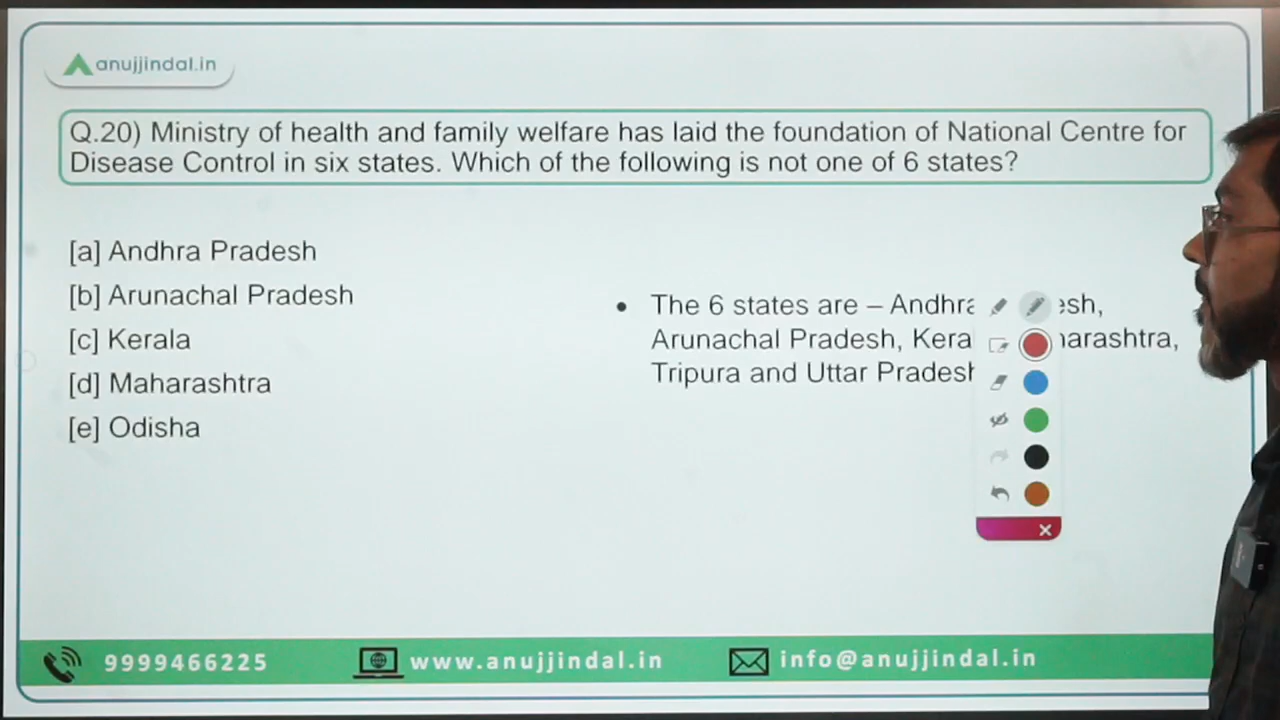 anujjindal.in
Q.20) Ministry of health and family welfare has laid the foundation of National Centre for
Disease Control in six states. Which of the following is not one of 6 states?
[a] Andhra Pradesh
[b] Arunachal Pradesh
[c] Kerala
[d] Maharashtra
[e] Odisha
• The 6 states are – Andhra esh,
Arunachal Pradesh, Kera harashtra,
Tripura and Uttar Pradesh
9999466225
www.anujjindal.in
info@anujjindal.in